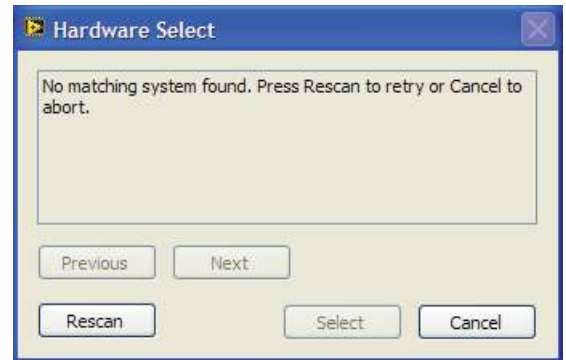 Hardware Select
No matching system found. Press Rescan to retry or Cancel to
abort.
Previous Next
Rescan Select Cancel